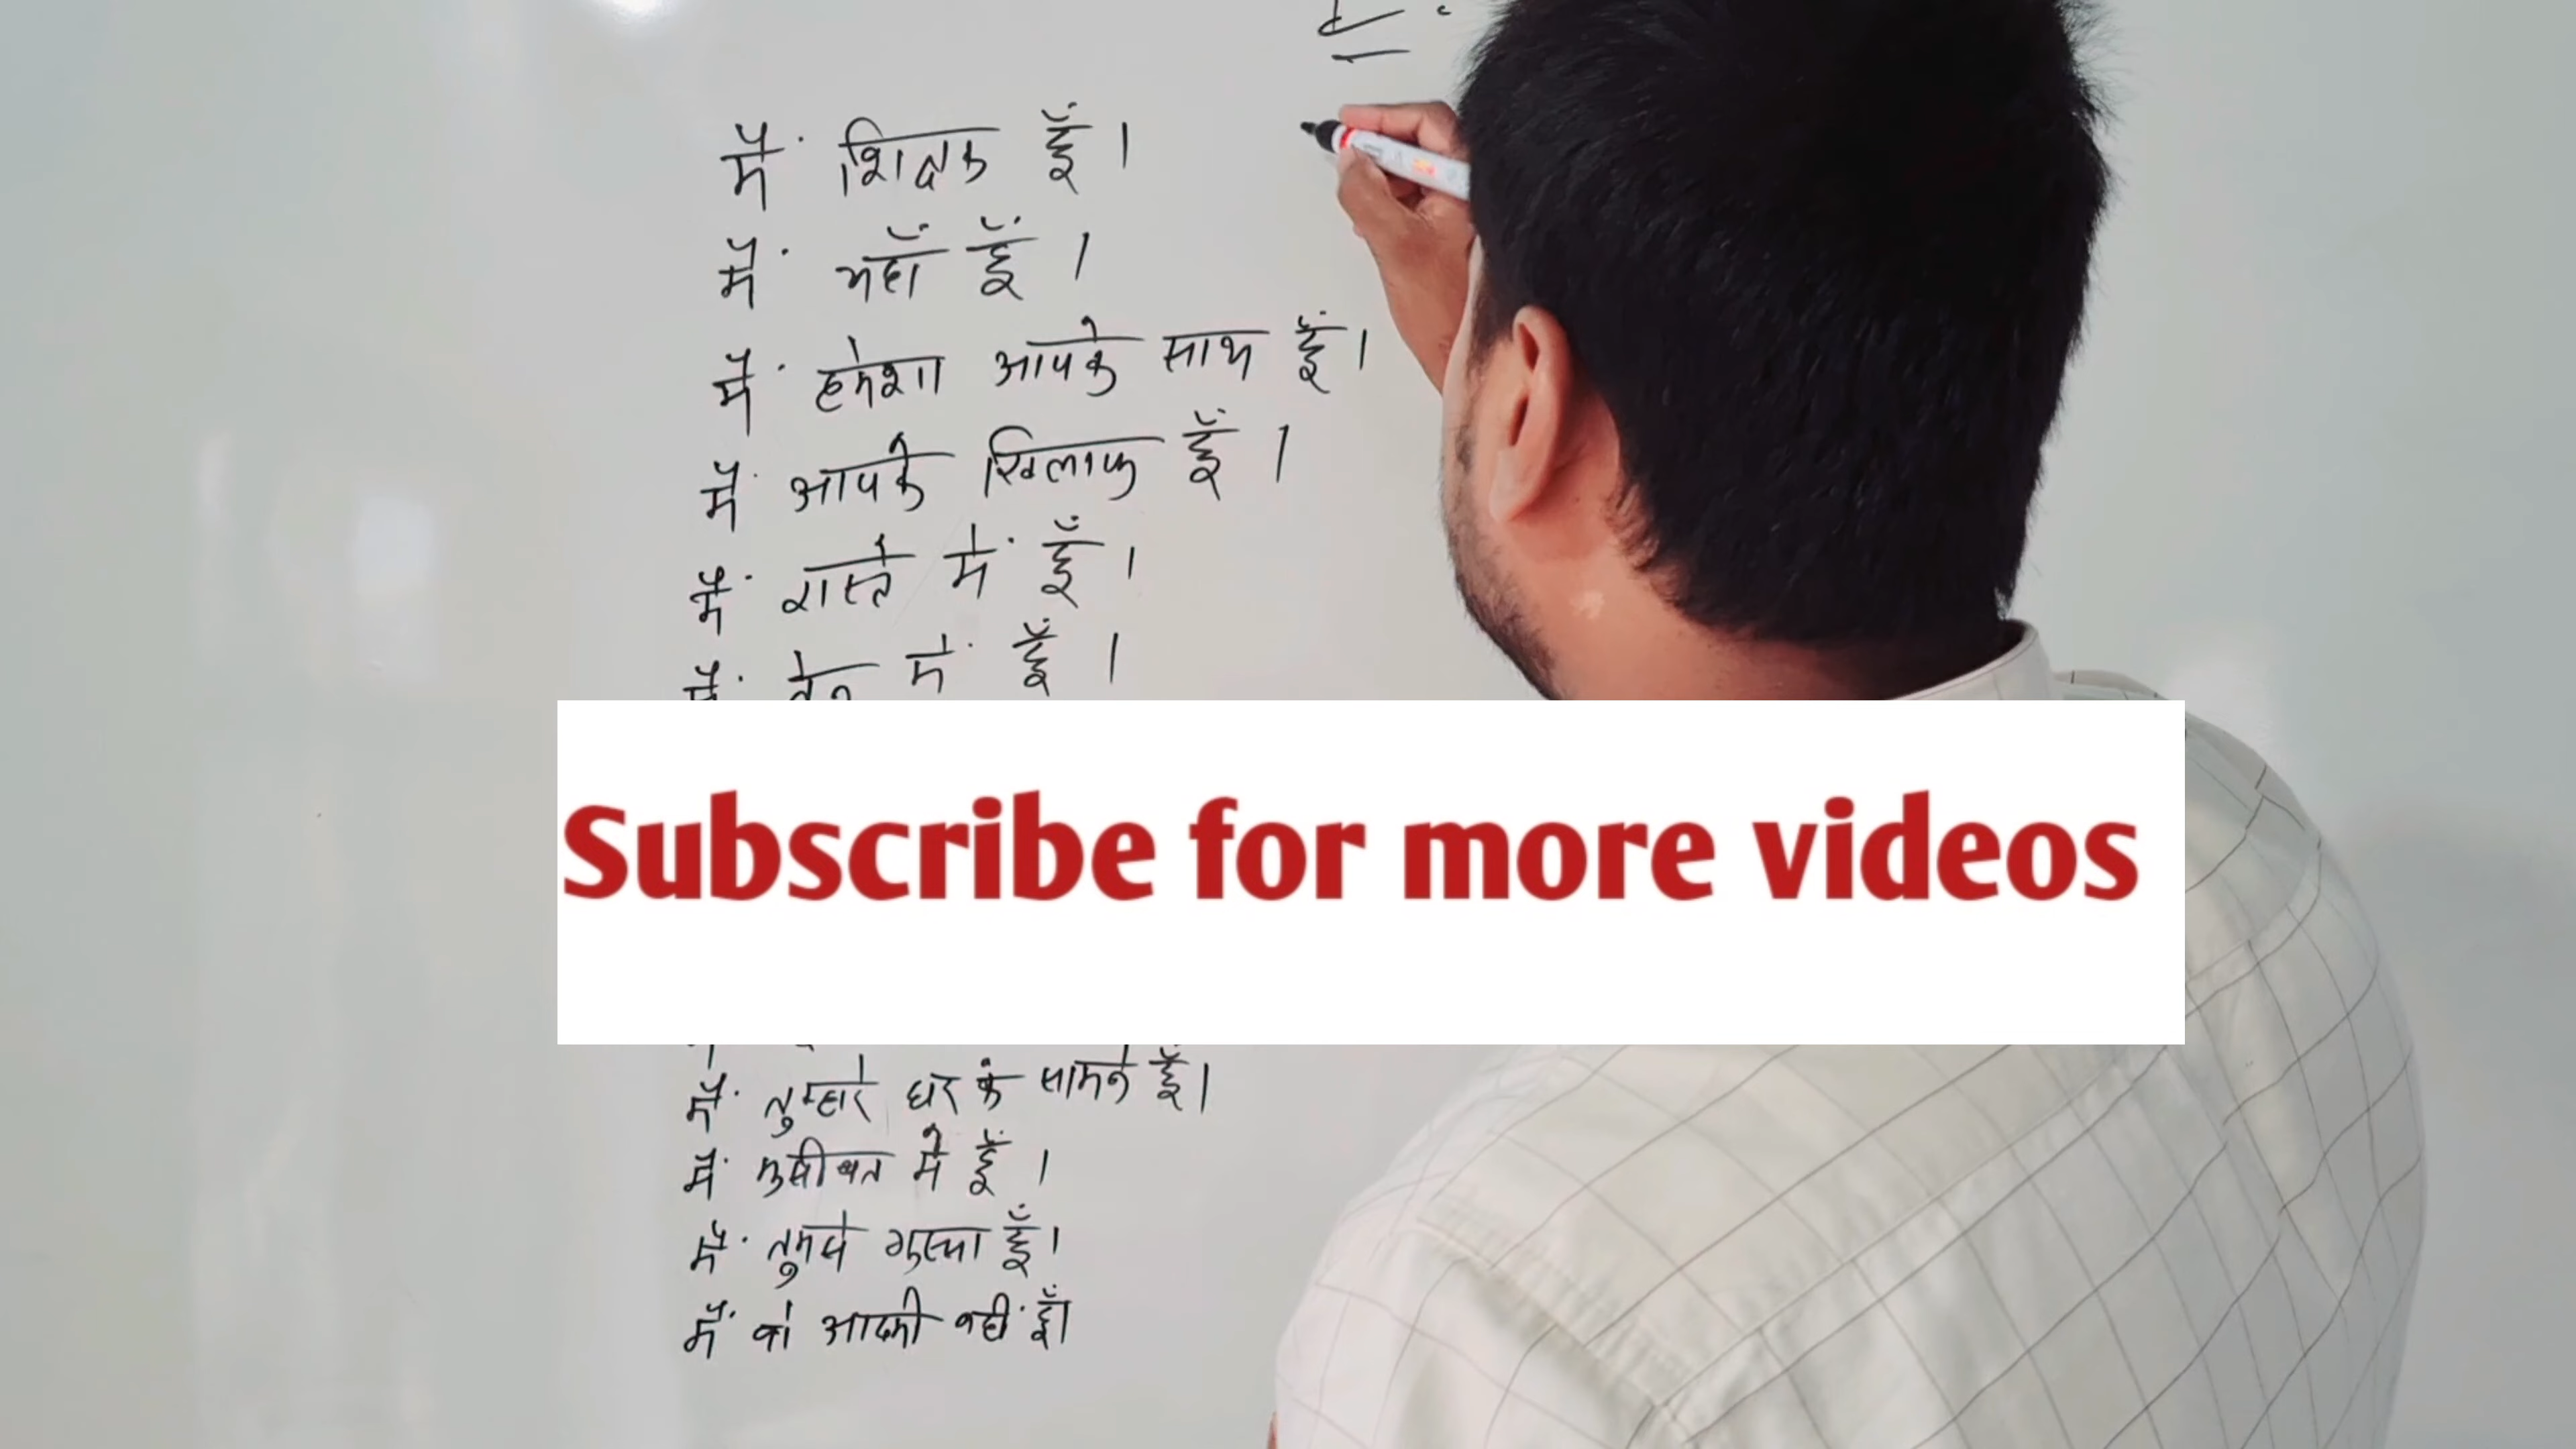 मैं शिक्षक हूँ।
मैं यहाँ हूँ।
मैं हमेशा आपके साथ हूँ।
मैं आपके खिलाफ हूँ।
मैं रास्ते में हूँ।
मैं में हूँ।
Subscribe for more videos
मैं तुम्हारे घर के सामने हूँ।
मैं मुसीबत में हूँ।
मैं तुमसे गुस्सा हूँ।
मैं वो आदमी नहीं हूँ।